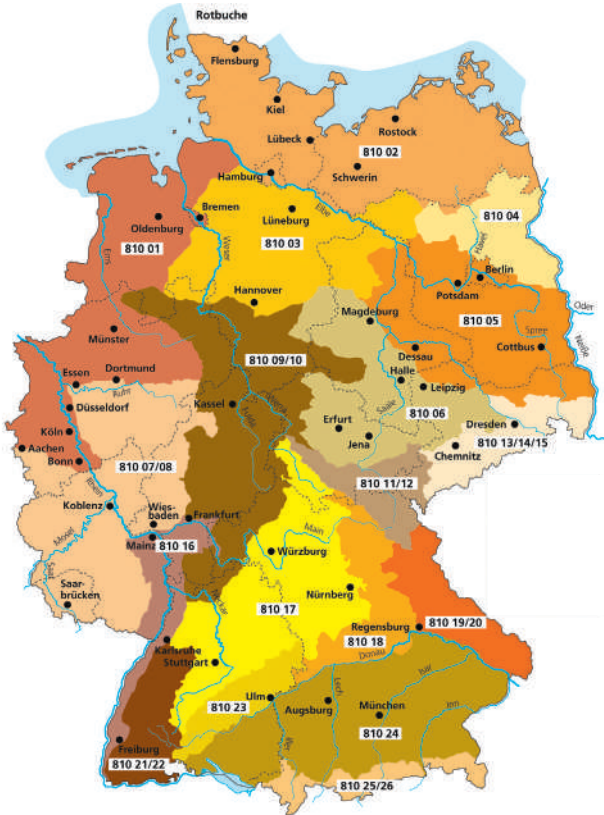 Rotbuche
Flensburg
Kiel
Rostock
Lübeck
810 02
Schwerin
Hamburg
Elbe
810 04
Bremen
Lüneburg
Oldenburg
810 01
810 03
Havel
Ems
Weser
Berlin
Hannover
Potsdam
Oder
Magdeburg
810 05
Münster
Spree
Neiße
810 09/10
Dessau
Cottbus
Essen
Dortmund
Halle
Ruhr
Leipzig
Düsseldorf
Kassel
Werra
Saale
810 06
Fulda
Erfurt
Dresden
Köln
Jena
810 13/14/15
Aachen
Chemnitz
Bonn
810 07/08
Rhein
810 11/12
Koblenz
Wies-
baden
Frankfurt
Mosel
Main
Mainz
810 16
Würzburg
Saar
Saar-
brücken
Neckar
Nürnberg
810 17
Regensburg
810 19/20
810 18
Karlsruhe
Stuttgart
Donau
Isar
Ulm
Lech
Inn
810 23
Augsburg
München
Iller
810 24
Freiburg
810 21/22
810 25/26